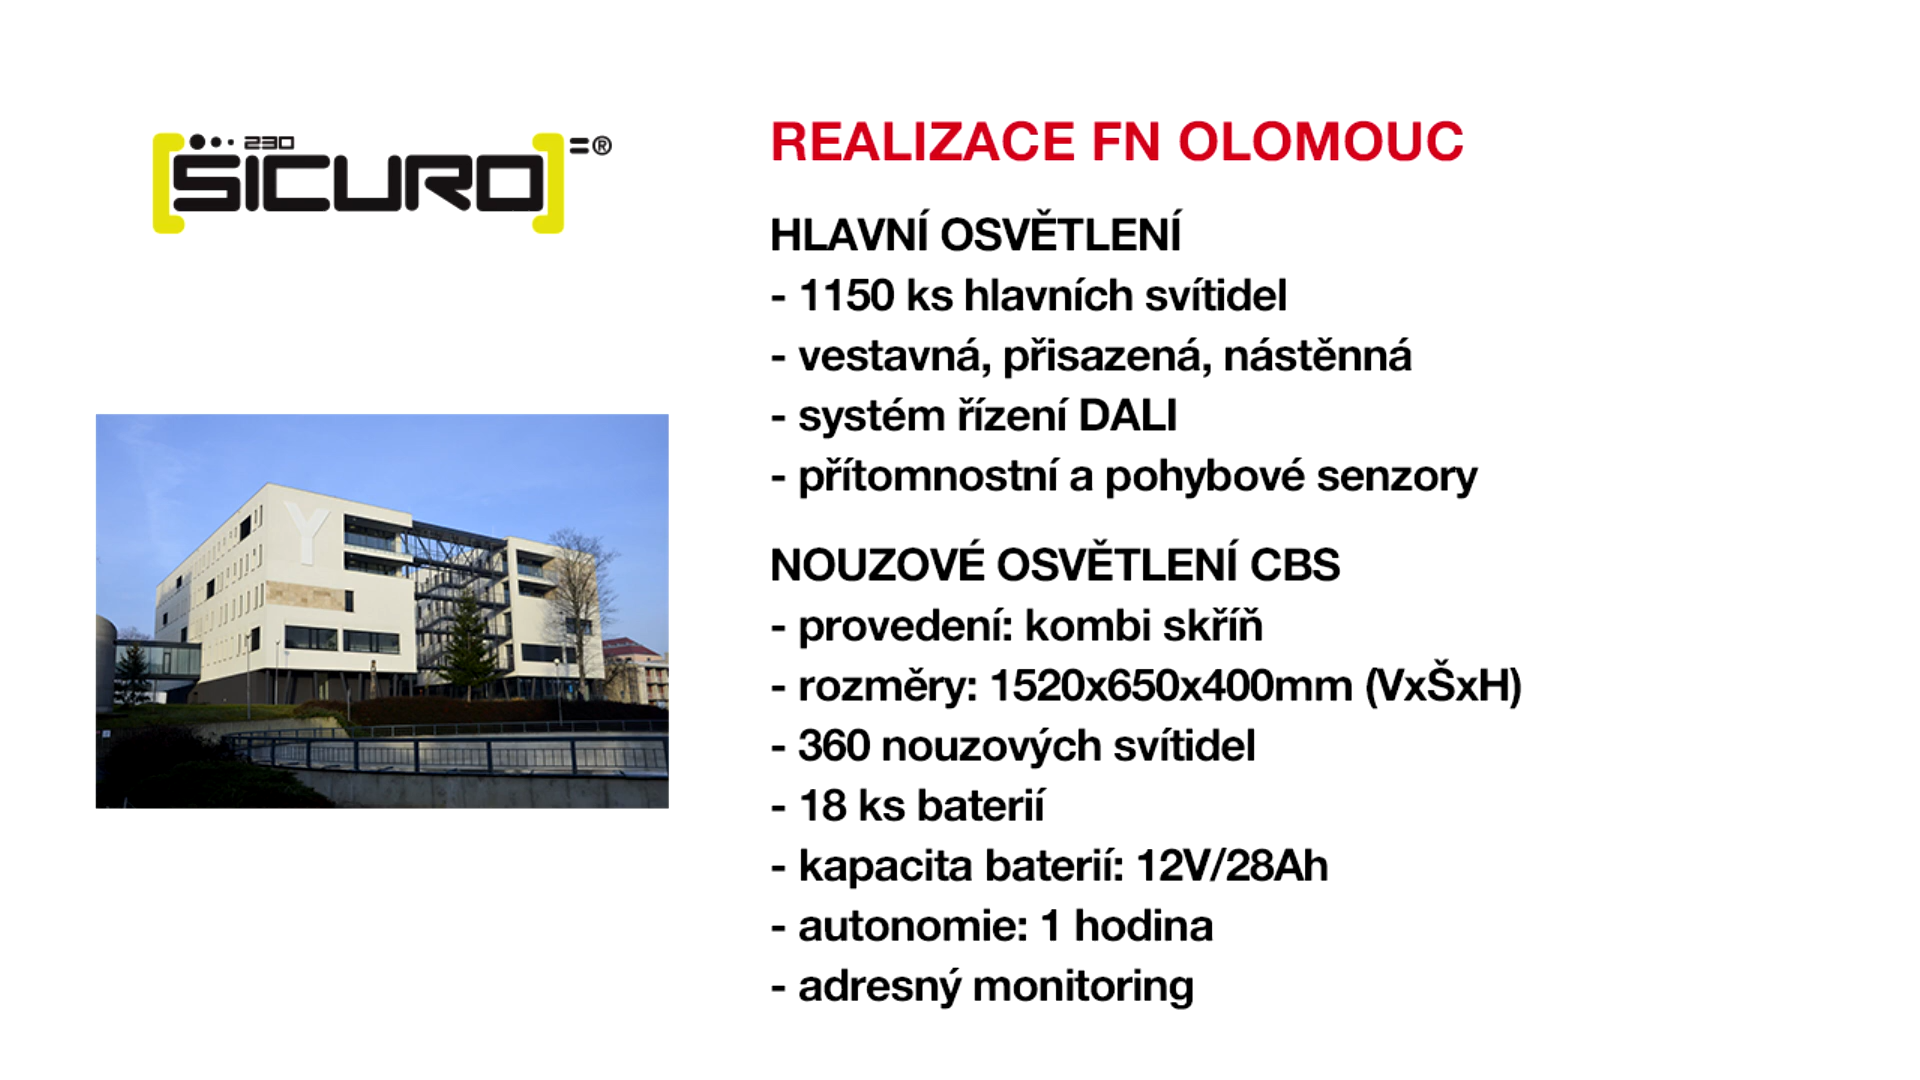 230
SICURO
=®
REALIZACE FN OLOMOUC
HLAVNÍ OSVĚTLENÍ
- 1150 ks hlavních svítidel
- vestavná, přisazená, nástěnná
- systém řízení DALI
- přítomnostní a pohybové senzory
NOUZOVÉ OSVĚTLENÍ CBS
- provedení: kombi skříň
- rozměry: 1520x650x400mm (VxŠxH)
- 360 nouzových svítidel
- 18 ks baterií
- kapacita baterií: 12V/28Ah
- autonomie: 1 hodina
- adresný monitoring
Y